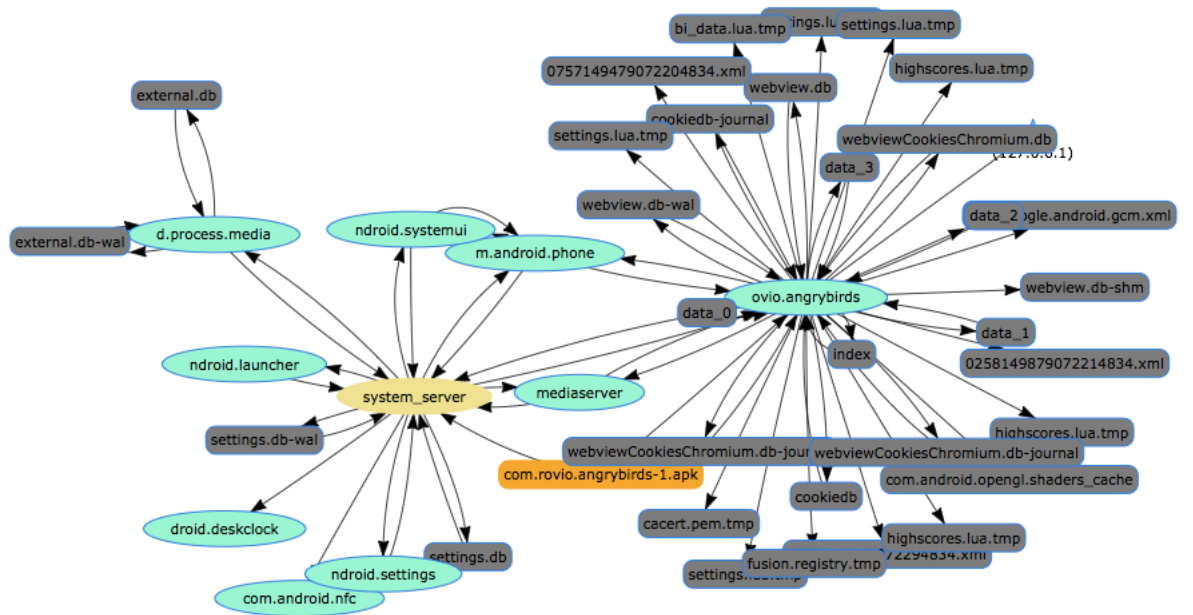 bi_data.lua.tmp
settings.lua.tmp
highscores.lua.tmp
0757149479072204834.xml
webview.db
external.db
cookiedb-journal
settings.lua.tmp
webviewCookiesChromium.db
data_3
webview.db-wal
data_2
external.db-wal
d.process.media
ndroid.systemui
m.android.phone
ovio.angrybirds
webview.db-shm
data_0
data_1
index
0258149879072214834.xml
ndroid.launcher
system_server
mediaserver
settings.db-wal
highscores.lua.tmp
webviewCookiesChromium.db-journal
com.rovio.angrybirds-1.apk
com.android.opengl.shaders_cache
cookiedb
cacert.pem.tmp
droid.deskclock
highscores.lua.tmp
settings.db
fusion.registry.tmp
ndroid.settings
com.android.nfc